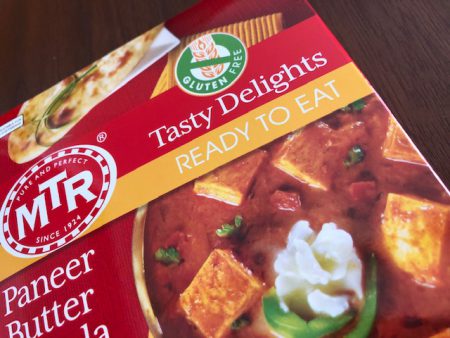 GLUTEN FREE
Tasty Delights
READY TO EAT
®
PURE AND PERFECT
MTR
SINCE 1924
Paneer
Butter